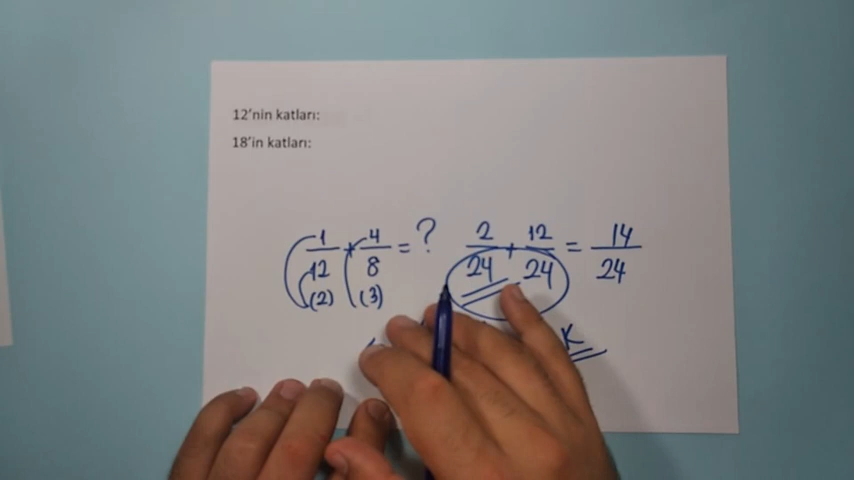 12'nin katları:
18'in katları:
1/12 + 4/8 = ? 2/24 + 12/24 = 14/24
(2) (3)
K